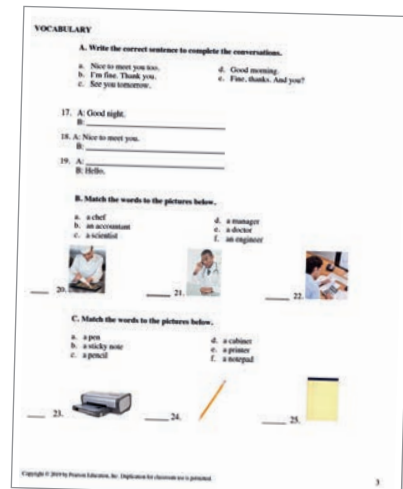 VOCABULARY
A. Write the correct sentence to complete the conversations.
a. Nice to meet you too.
b. I'm fine. Thank you.
c. See you tomorrow.
d. Good morning.
e. Fine, thanks. And you?
17. A: Good night.
B:
18. A: Nice to meet you.
B:
19. A:
B: Hello.
B. Match the words to the pictures below.
a. a chef
b. an accountant
c. a scientist
d. a manager
e. a doctor
f. an engineer
20.
21.
22.
C. Match the words to the pictures below.
a. a pen
b. a sticky note
c. a pencil
d. a cabinet
e. a printer
f. a notepad
23.
24.
25.
Copyright © 2019 by Pearson Education, Inc. Duplication for classroom use is permitted.
3